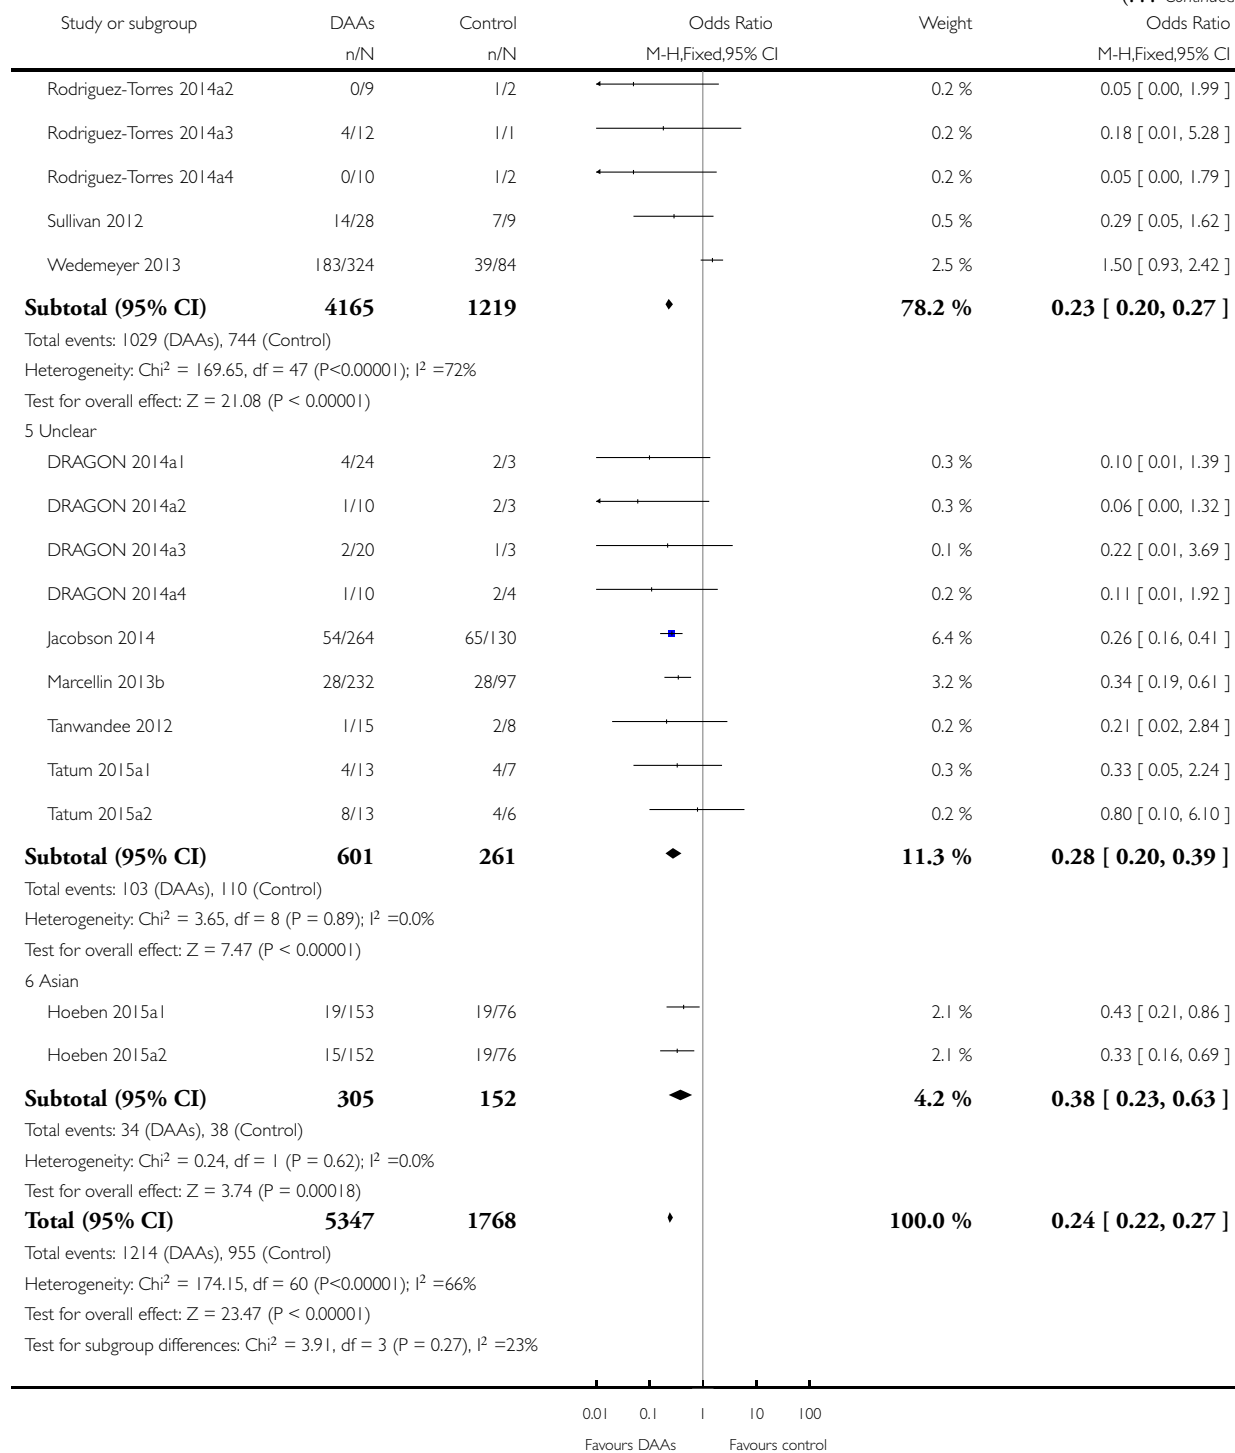 (... Continued
Study or subgroup DAAs Control Odds Ratio Weight Odds Ratio
n/N n/N M-H,Fixed,95% CI M-H,Fixed,95% CI
Rodriguez-Torres 2014a2 0/9 1/2 0.2 % 0.05 [ 0.00, 1.99 ]
Rodriguez-Torres 2014a3 4/12 1/1 0.2 % 0.18 [ 0.01, 5.28 ]
Rodriguez-Torres 2014a4 0/10 1/2 0.2 % 0.05 [ 0.00, 1.79 ]
Sullivan 2012 14/28 7/9 0.5 % 0.29 [ 0.05, 1.62 ]
Wedemeyer 2013 183/324 39/84 2.5 % 1.50 [ 0.93, 2.42 ]
Subtotal (95% CI) 4165 1219 78.2 % 0.23 [ 0.20, 0.27 ]
Total events: 1029 (DAAs), 744 (Control)
Heterogeneity: Chi² = 169.65, df = 47 (P<0.00001); I² =72%
Test for overall effect: Z = 21.08 (P < 0.00001)
5 Unclear
DRAGON 2014a1 4/24 2/3 0.3 % 0.10 [ 0.01, 1.39 ]
DRAGON 2014a2 1/10 2/3 0.3 % 0.06 [ 0.00, 1.32 ]
DRAGON 2014a3 2/20 1/3 0.1 % 0.22 [ 0.01, 3.69 ]
DRAGON 2014a4 1/10 2/4 0.2 % 0.11 [ 0.01, 1.92 ]
Jacobson 2014 54/264 65/130 6.4 % 0.26 [ 0.16, 0.41 ]
Marcellin 2013b 28/232 28/97 3.2 % 0.34 [ 0.19, 0.61 ]
Tanwandee 2012 1/15 2/8 0.2 % 0.21 [ 0.02, 2.84 ]
Tatum 2015a1 4/13 4/7 0.3 % 0.33 [ 0.05, 2.24 ]
Tatum 2015a2 8/13 4/6 0.2 % 0.80 [ 0.10, 6.10 ]
Subtotal (95% CI) 601 261 11.3 % 0.28 [ 0.20, 0.39 ]
Total events: 103 (DAAs), 110 (Control)
Heterogeneity: Chi² = 3.65, df = 8 (P = 0.89); I² =0.0%
Test for overall effect: Z = 7.47 (P < 0.00001)
6 Asian
Hoeben 2015a1 19/153 19/76 2.1 % 0.43 [ 0.21, 0.86 ]
Hoeben 2015a2 15/152 19/76 2.1 % 0.33 [ 0.16, 0.69 ]
Subtotal (95% CI) 305 152 4.2 % 0.38 [ 0.23, 0.63 ]
Total events: 34 (DAAs), 38 (Control)
Heterogeneity: Chi² = 0.24, df = 1 (P = 0.62); I² =0.0%
Test for overall effect: Z = 3.74 (P = 0.00018)
Total (95% CI) 5347 1768 100.0 % 0.24 [ 0.22, 0.27 ]
Total events: 1214 (DAAs), 955 (Control)
Heterogeneity: Chi² = 174.15, df = 60 (P<0.00001); I² =66%
Test for overall effect: Z = 23.47 (P < 0.00001)
Test for subgroup differences: Chi² = 3.91, df = 3 (P = 0.27), I² =23%
0.01 0.1 1 10 100
Favours DAAs Favours control